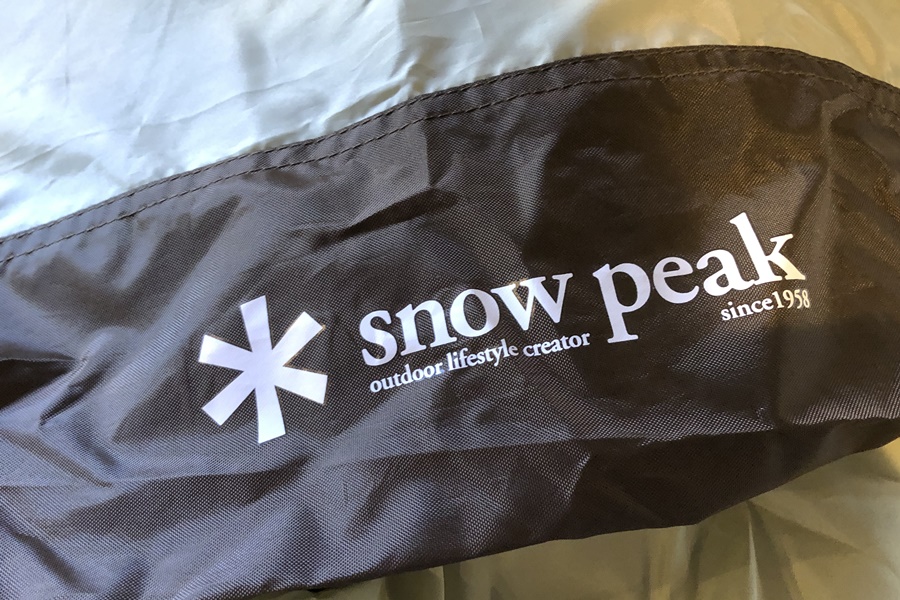 snow peak
outdoor lifestyle creator
since1958